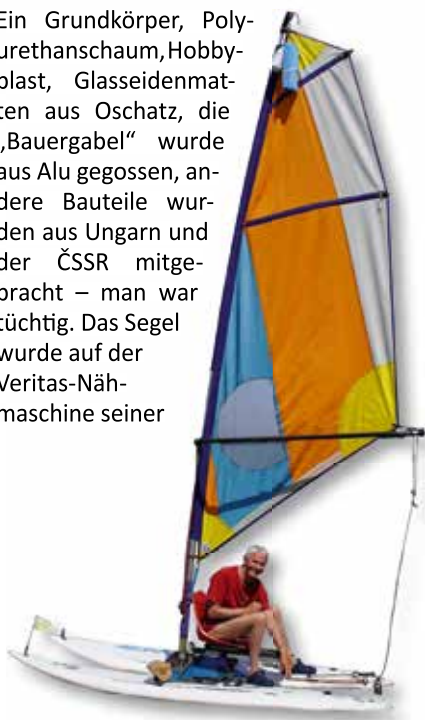 Ein Grundkörper, Poly-
urethanschaum, Hobby-
plast, Glasseidenmat-
ten aus Oschatz, die
„Bauergabel“ wurde
aus Alu gegossen, an-
dere Bauteile wur-
den aus Ungarn und
der ČSSR mitge-
bracht – man war
tüchtig. Das Segel
wurde auf der
Veritas-Näh-
maschine seiner